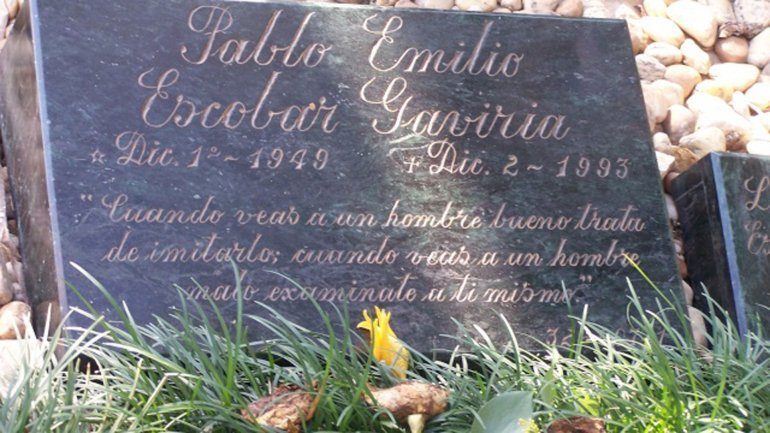 Pablo Emilio
Escobar Gaviria
☆ Dic. 1º ~ 1949 ✝ Dic. 2 ~ 1993
"Cuando veas a un hombre bueno trata
de imitarlo; cuando veas a un hombre
malo examinate a ti mismo."